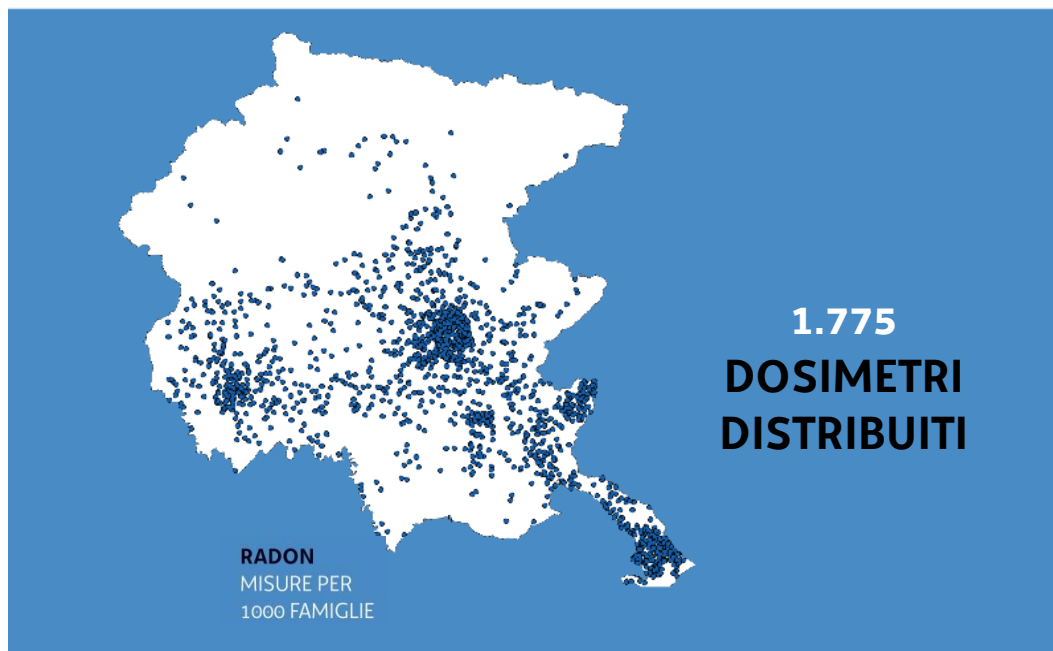 1.775
DOSIMETRI
DISTRIBUITI
RADON
MISURE PER
1000 FAMIGLIE